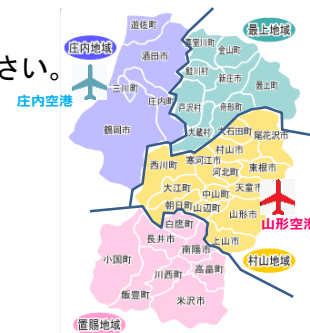 さい。
庄内地域
遊佐町
酒田市
三川町
庄内町
鶴岡市
庄内空港
最上地域
真室川町
金山町
鮭川村
新庄市
最上町
戸沢村
舟形町
大蔵村
大石田町
尾花沢市
村山市
西川町
寒河江市
河北町
東根市
大江町
中山町
天童市
朝日町
山辺町
山形市
上山市
山形空港
村山地域
白鷹町
長井市
南陽市
小国町
川西町
高畠町
飯豊町
米沢市
置賜地域